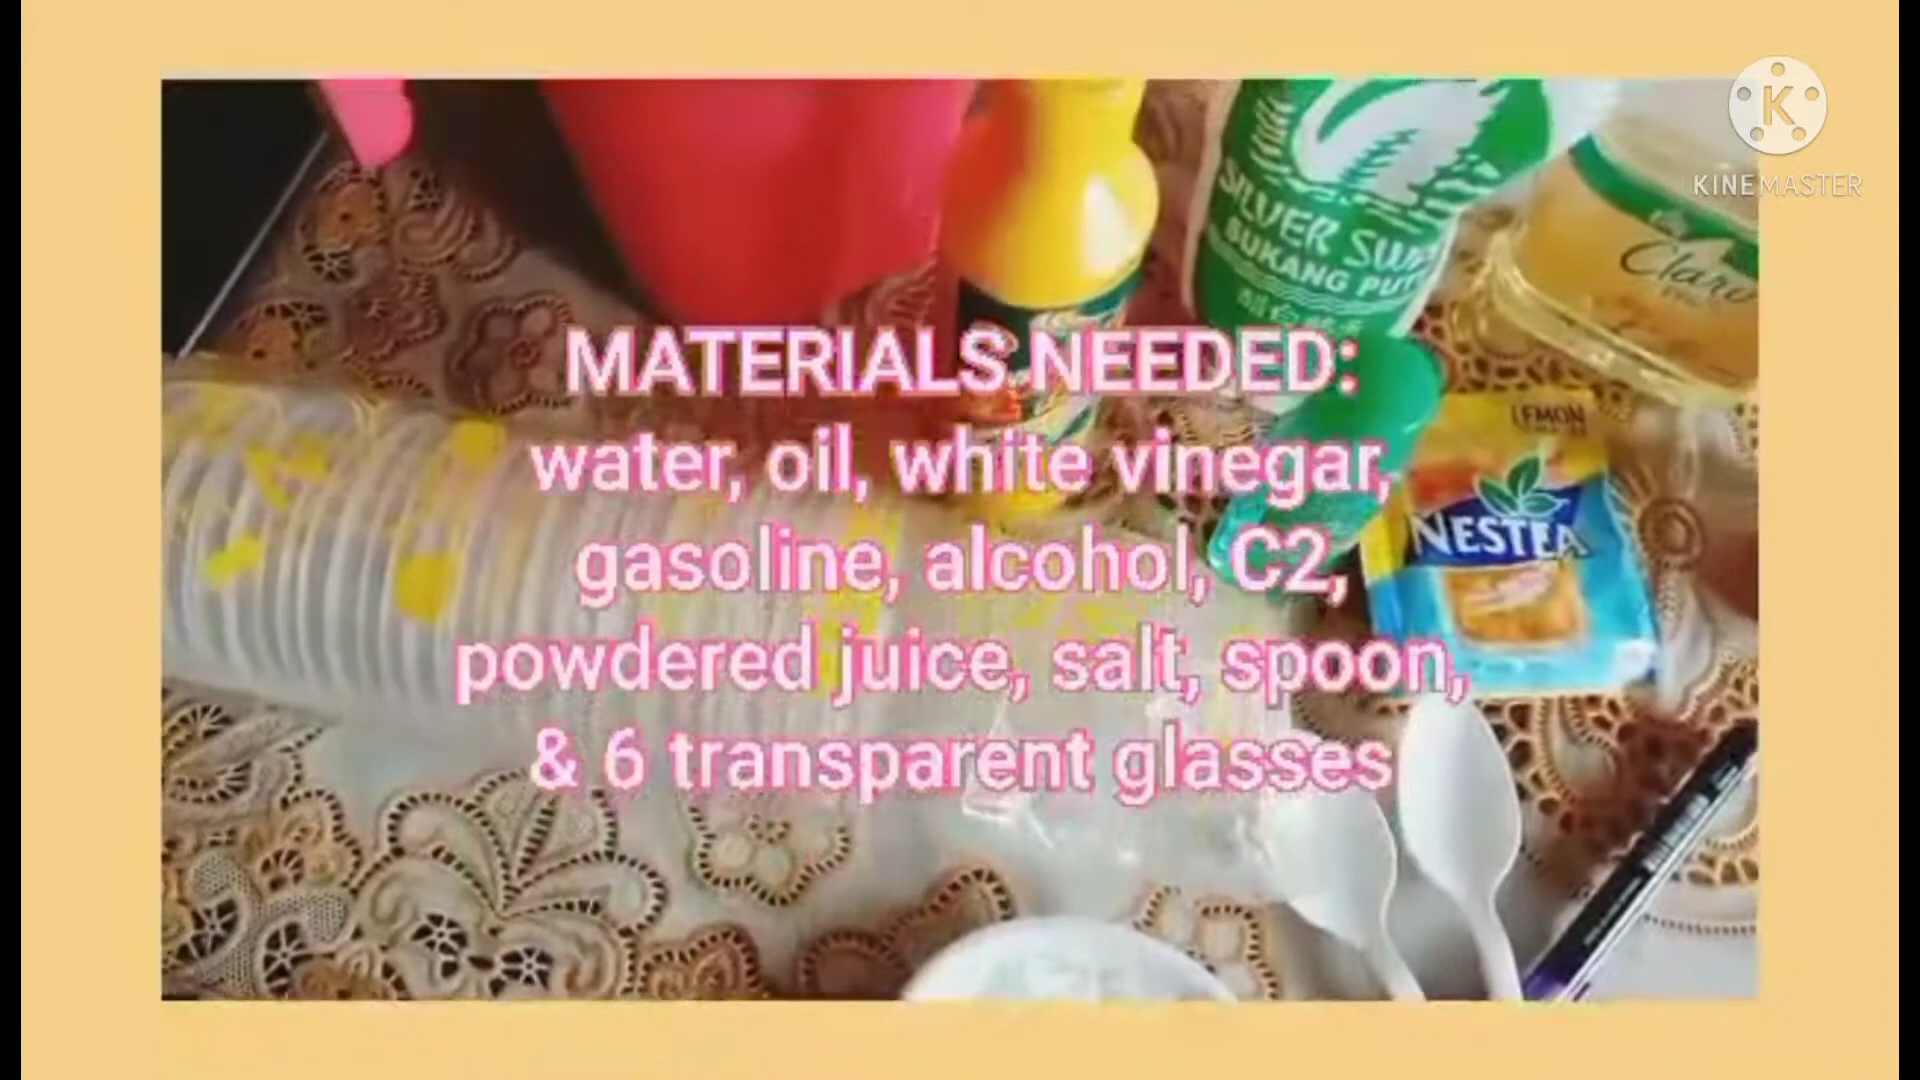 K
KINEMASTER
SILVER SWAN
SUKANG PUTI
Claro
LEMON
NESTEA
MATERIALS NEEDED:
water, oil, white vinegar,
gasoline, alcohol, C2,
powdered juice, salt, spoon,
& 6 transparent glasses